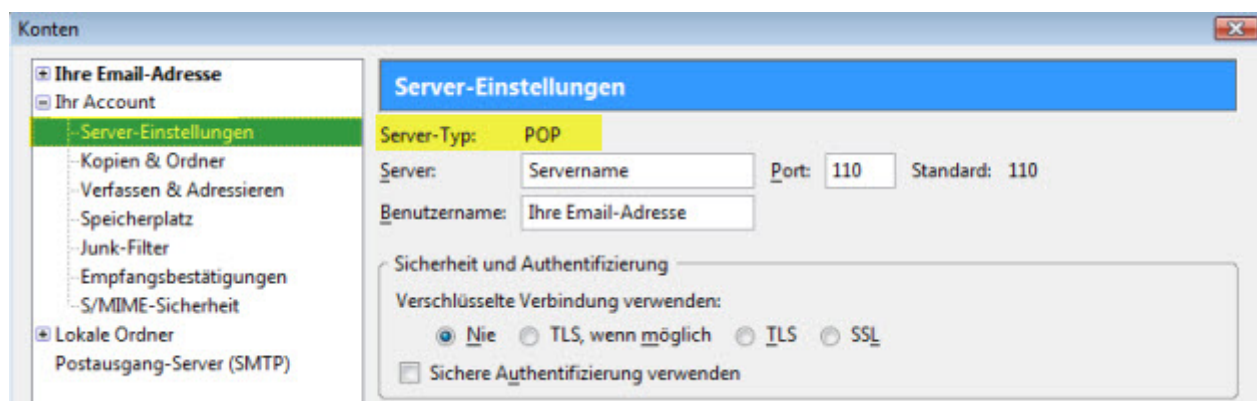 Konten
Ihre Email-Adresse
Ihr Account
Server-Einstellungen
Kopien & Ordner
Verfassen & Adressieren
Speicherplatz
Junk-Filter
Empfangsbestätigungen
S/MIME-Sicherheit
Lokale Ordner
Postausgang-Server (SMTP)
Server-Einstellungen
Server-Typ: POP
Server: Servername Port: 110 Standard: 110
Benutzername: Ihre Email-Adresse
Sicherheit und Authentifizierung
Verschlüsselte Verbindung verwenden:
Nie TLS, wenn möglich TLS SSL
Sichere Authentifizierung verwenden